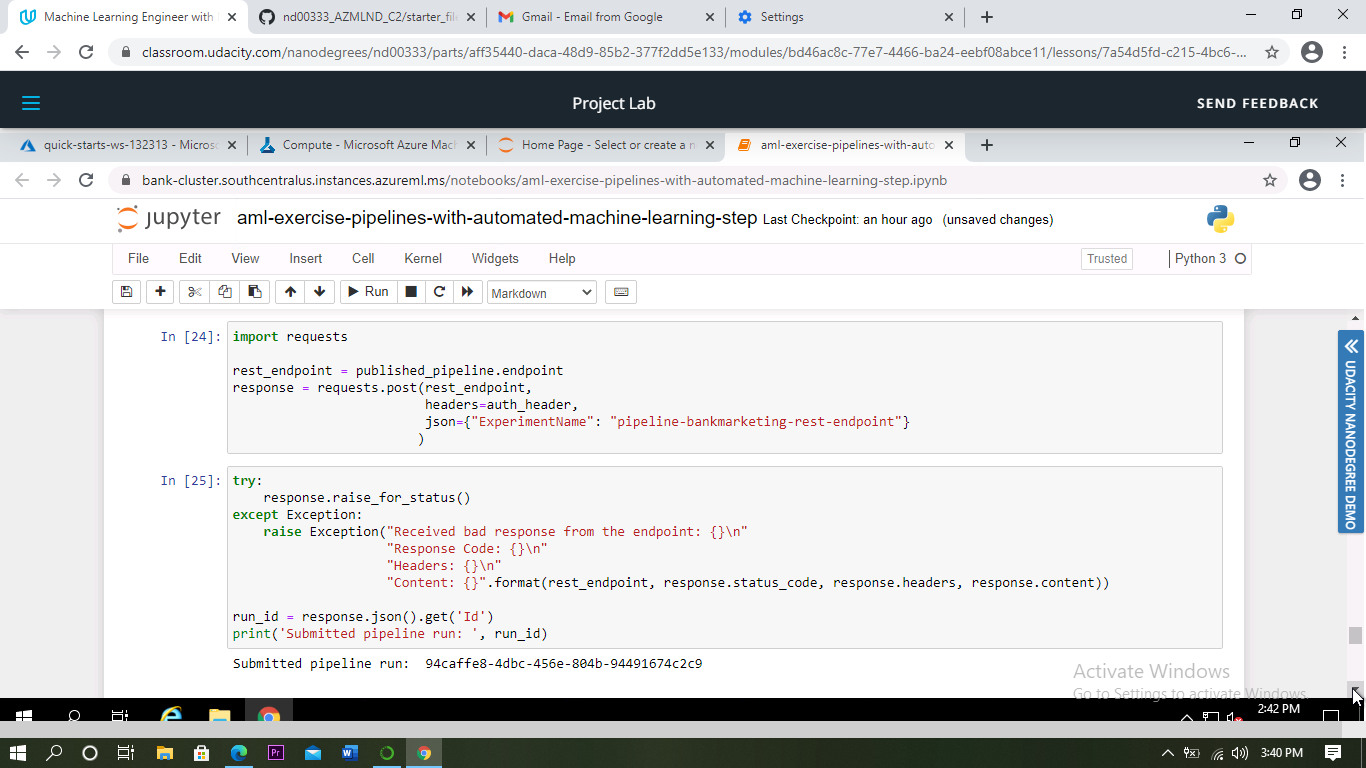 Machine Learning Engineer with
nd00333_AZMLND_C2/starter_file
Gmail - Email from Google
Settings
classroom.udacity.com/nanodegrees/nd00333/parts/aff35440-daca-48d9-85b2-377f2dd5e133/modules/bd46ac8c-77e7-4466-ba24-eebf08abce11/lessons/7a54d5fd-c215-4bc6-...
Project Lab
SEND FEEDBACK
quick-starts-ws-132313 - Micros
Compute - Microsoft Azure Mach
Home Page - Select or create a n
aml-exercise-pipelines-with-auto
bank-cluster.southcentralus.instances.azureml.ms/notebooks/aml-exercise-pipelines-with-automated-machine-learning-step.ipynb
jupyter aml-exercise-pipelines-with-automated-machine-learning-step Last Checkpoint: an hour ago (unsaved changes)
File Edit View Insert Cell Kernel Widgets Help Trusted Python 3
Run Markdown
In [24]: import requests
rest_endpoint = published_pipeline.endpoint
response = requests.post(rest_endpoint,
headers=auth_header,
json={"ExperimentName": "pipeline-bankmarketing-rest-endpoint"}
)
In [25]: try:
response.raise_for_status()
except Exception:
raise Exception("Received bad response from the endpoint: {}\n"
"Response Code: {}\n"
"Headers: {}\n"
"Content: {}".format(rest_endpoint, response.status_code, response.headers, response.content))
run_id = response.json().get('Id')
print('Submitted pipeline run: ', run_id)
Submitted pipeline run:  94caffe8-4dbc-456e-804b-94491674c2c9
UDACITY NANODEGREE DEMO
Activate Windows
Go to Settings to activate Windows.
2:42 PM
Pr
W
3:40 PM